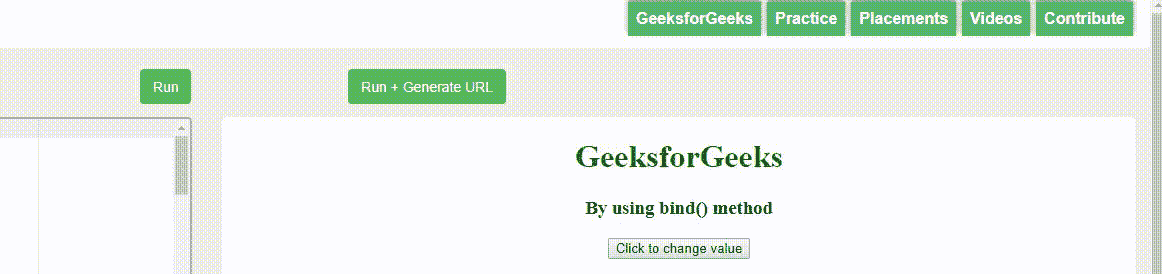 GeeksforGeeks Practice Placements Videos Contribute
Run Run + Generate URL
GeeksforGeeks
By using bind() method
Click to change value